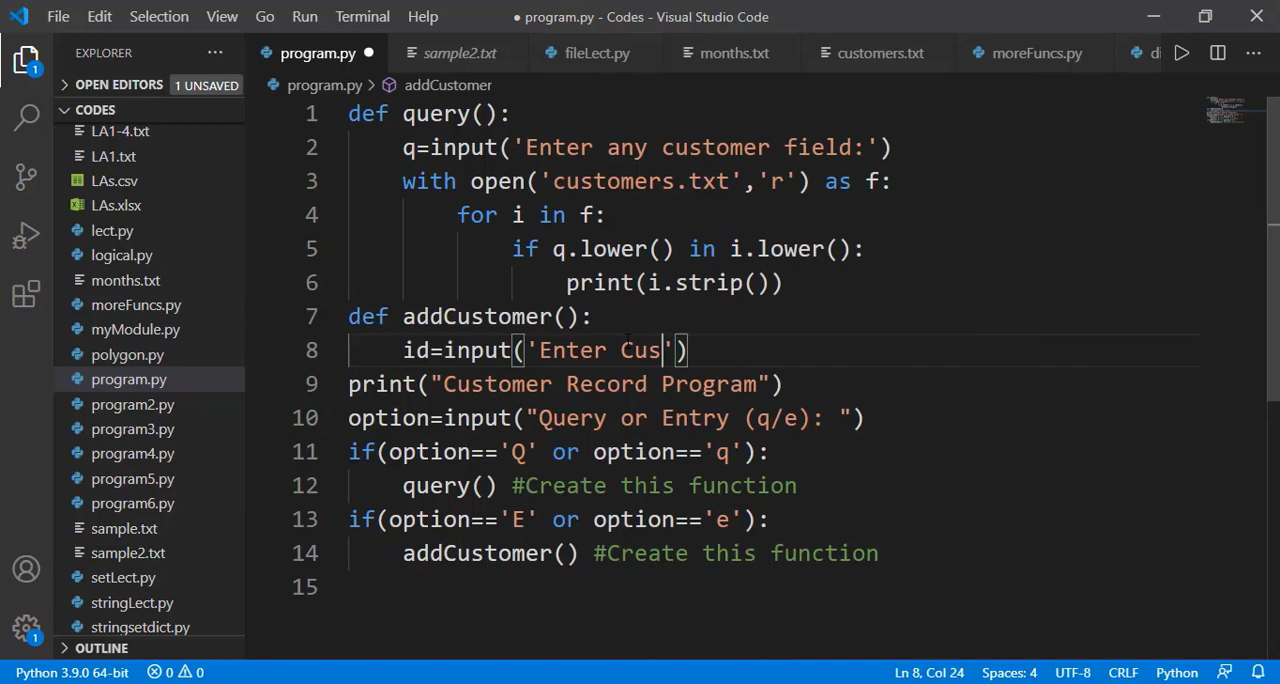 File Edit Selection View Go Run Terminal Help ● program.py - Codes - Visual Studio Code
EXPLORER ···
program.py ● sample2.txt fileLect.py months.txt customers.txt moreFuncs.py di ···
OPEN EDITORS 1 UNSAVED
program.py > addCustomer
CODES
LA1-4.txt
LA1.txt
LAs.csv
LAs.xlsx
lect.py
logical.py
months.txt
moreFuncs.py
myModule.py
polygon.py
program.py
program2.py
program3.py
program4.py
program5.py
program6.py
sample.txt
sample2.txt
setLect.py
stringLect.py
stringsetdict.py
OUTLINE
1
1
1 def query():
2 q=input('Enter any customer field:')
3 with open('customers.txt','r') as f:
4 for i in f:
5 if q.lower() in i.lower():
6 print(i.strip())
7 def addCustomer():
8 id=input('Enter Cus')
9 print("Customer Record Program")
10 option=input("Query or Entry (q/e): ")
11 if(option=='Q' or option=='q'):
12 query() #Create this function
13 if(option=='E' or option=='e'):
14 addCustomer() #Create this function
15
Python 3.9.0 64-bit 0 0 Ln 8, Col 24 Spaces: 4 UTF-8 CRLF Python